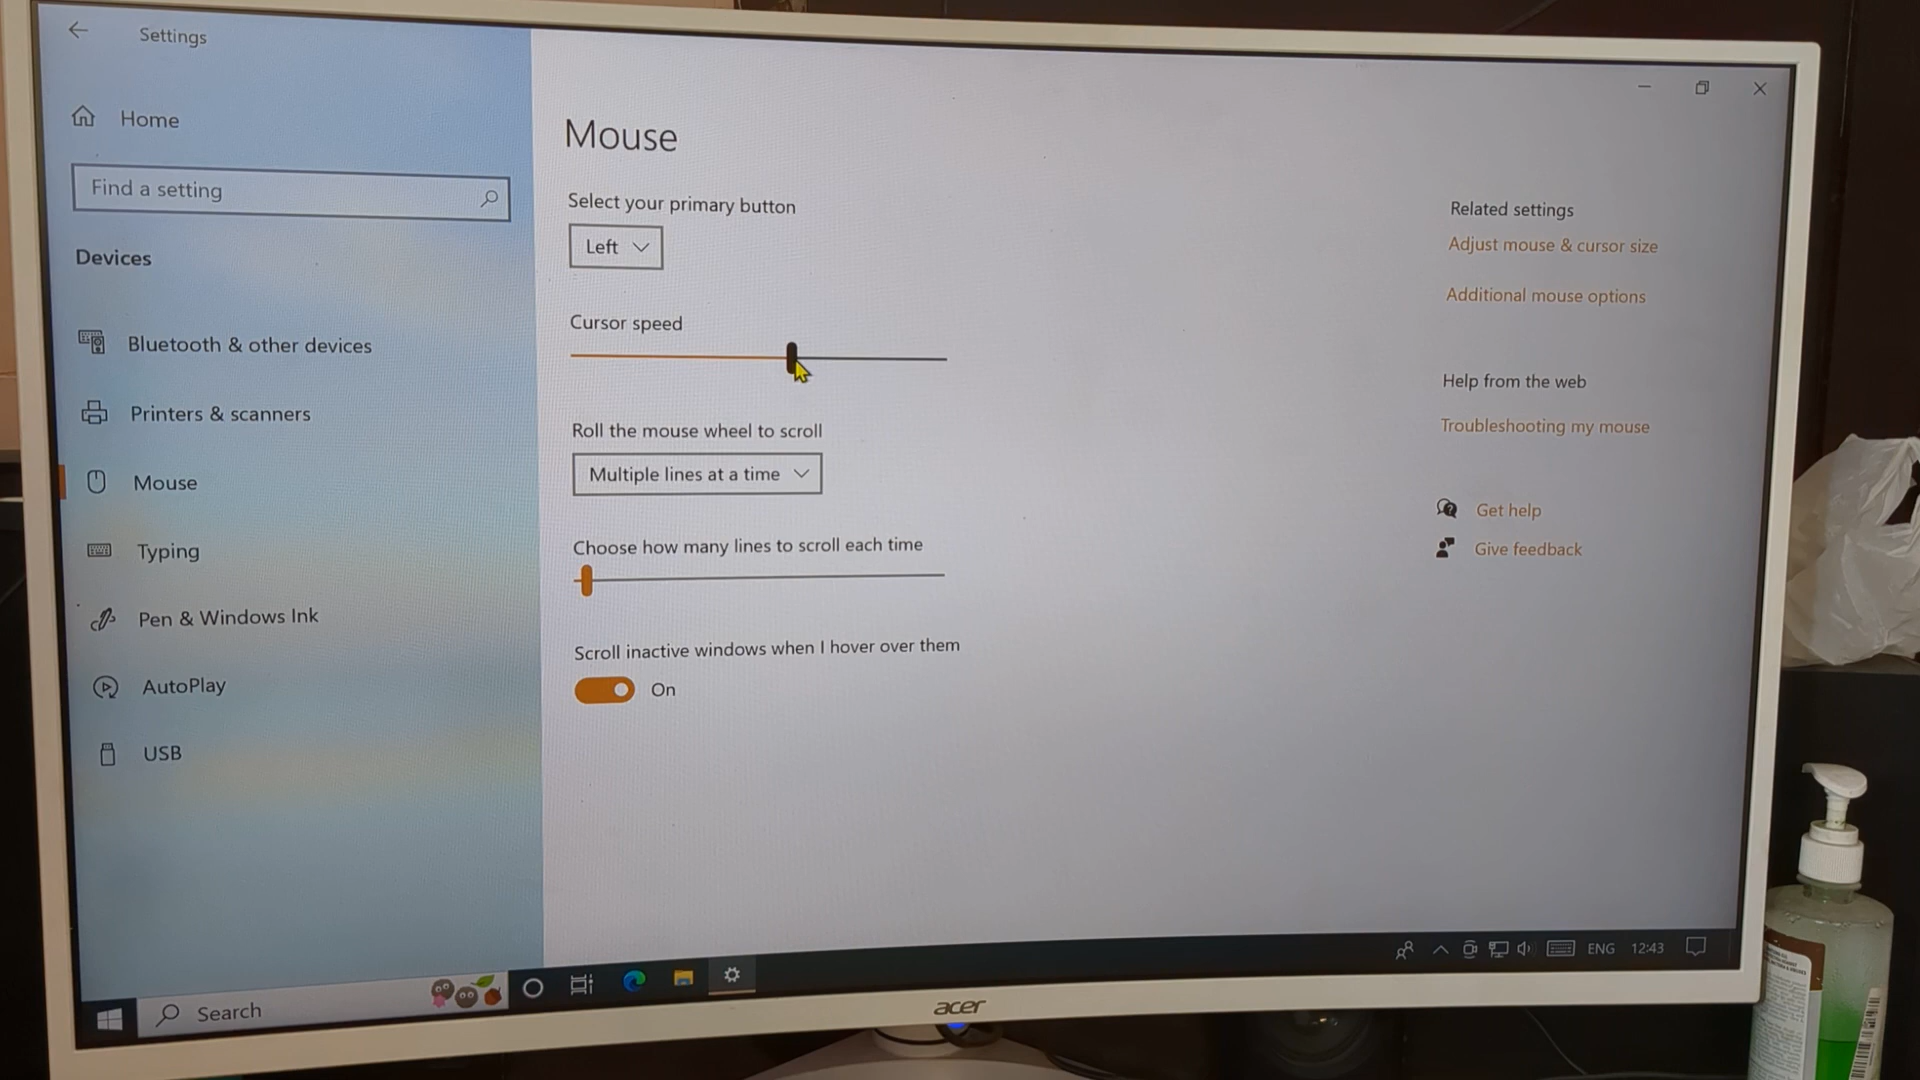 Settings
Home
Find a setting
Devices
Bluetooth & other devices
Printers & scanners
Mouse
Typing
Pen & Windows Ink
AutoPlay
USB
Mouse
Select your primary button
Left
Cursor speed
Roll the mouse wheel to scroll
Multiple lines at a time
Choose how many lines to scroll each time
Scroll inactive windows when I hover over them
On
Related settings
Adjust mouse & cursor size
Additional mouse options
Help from the web
Troubleshooting my mouse
Get help
Give feedback
Search
ENG
12:43
acer